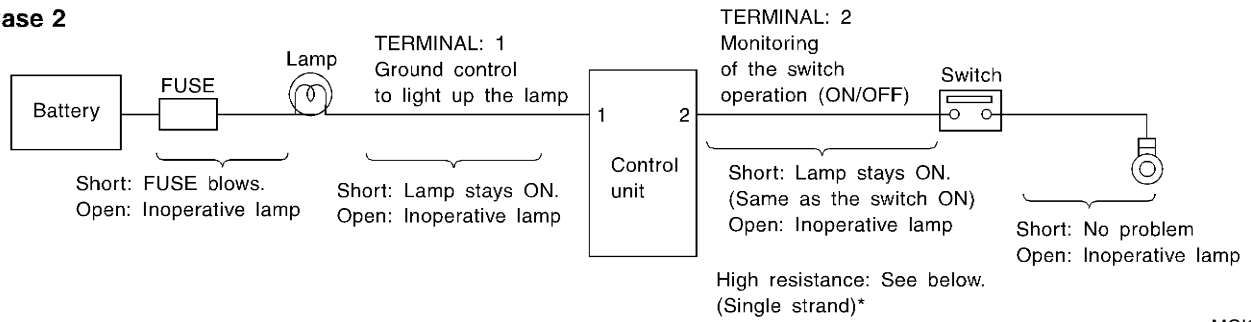 ase 2
Battery
FUSE
Short: FUSE blows.
Open: Inoperative lamp
Lamp
TERMINAL: 1
Ground control
to light up the lamp
Short: Lamp stays ON.
Open: Inoperative lamp
1
2
Control
unit
TERMINAL: 2
Monitoring
of the switch
operation (ON/OFF)
Short: Lamp stays ON.
(Same as the switch ON)
Open: Inoperative lamp
High resistance: See below.
(Single strand)*
Switch
Short: No problem
Open: Inoperative lamp